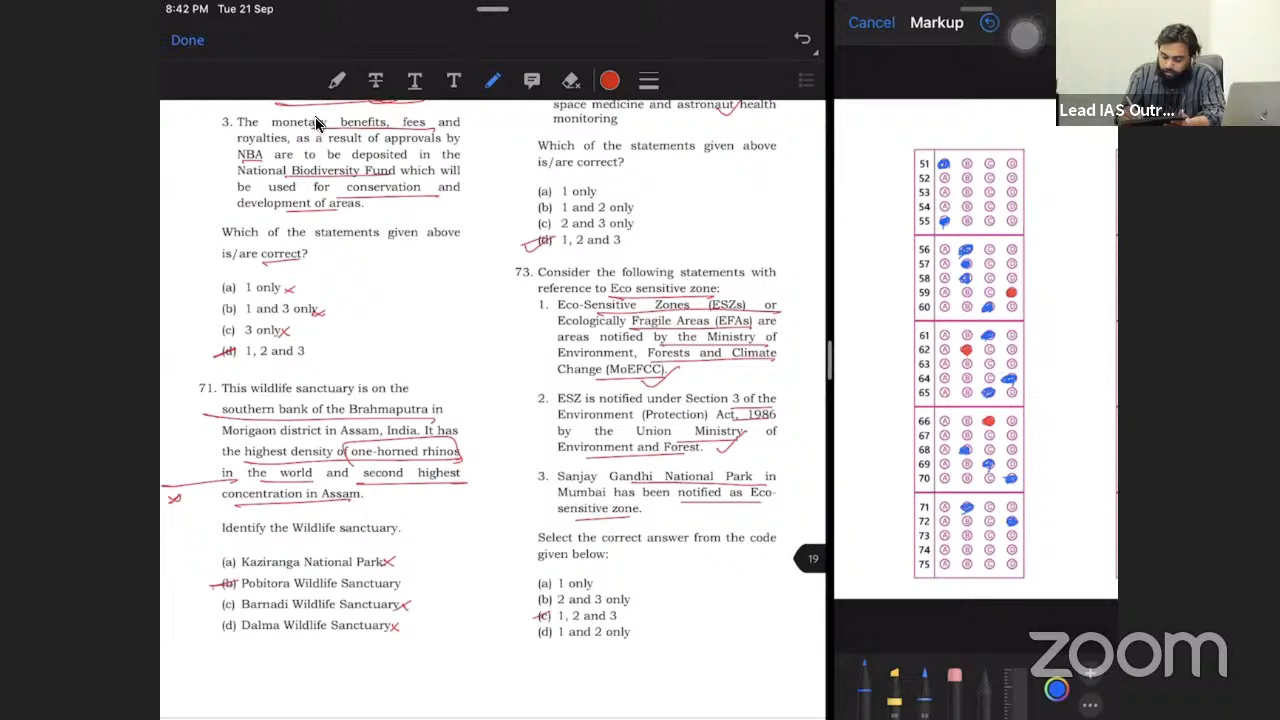 8:42 PM Tue 21 Sep
Done
3. The monetary benefits, fees and
royalties, as a result of approvals by
NBA are to be deposited in the
National Biodiversity Fund which will
be used for conservation and
development of areas.
Which of the statements given above
is/are correct?
(a) 1 only
(b) 1 and 3 only
(c) 3 only
(d) 1, 2 and 3
71. This wildlife sanctuary is on the
southern bank of the Brahmaputra in
Morigaon district in Assam, India. It has
the highest density of one-horned rhinos
in the world and second highest
concentration in Assam.
Identify the Wildlife sanctuary.
(a) Kaziranga National Park
(b) Pobitora Wildlife Sanctuary
(c) Barnadi Wildlife Sanctuary
(d) Dalma Wildlife Sanctuary
space medicine and astronaut health
monitoring
Which of the statements given above
is/are correct?
(a) 1 only
(b) 1 and 2 only
(c) 2 and 3 only
(d) 1, 2 and 3
73. Consider the following statements with
reference to Eco sensitive zone:
1. Eco-Sensitive Zones (ESZs) or
Ecologically Fragile Areas (EFAs) are
areas notified by the Ministry of
Environment, Forests and Climate
Change (MoEFCC).
2. ESZ is notified under Section 3 of the
Environment (Protection) Act, 1986
by the Union Ministry of
Environment and Forest.
3. Sanjay Gandhi National Park in
Mumbai has been notified as Eco-
sensitive zone.
Select the correct answer from the code
given below:
(a) 1 only
(b) 2 and 3 only
(c) 1, 2 and 3
(d) 1 and 2 only
19
Cancel Markup
Lead IAS Outr...
51 B C D
52 A B C D
53 A B C D
54 A B C D
55 B C D
56 A C D
57 A C D
58 A C D
59 A B C
60 A B D
61 A B D
62 A C D
63 A B C D
64 A B C
65 A B D
66 A B D
67 A B C D
68 A C D
69 A B D
70 A B C
71 A C D
72 A B C
73 A B C D
74 A B C D
75 A B C D
zoom